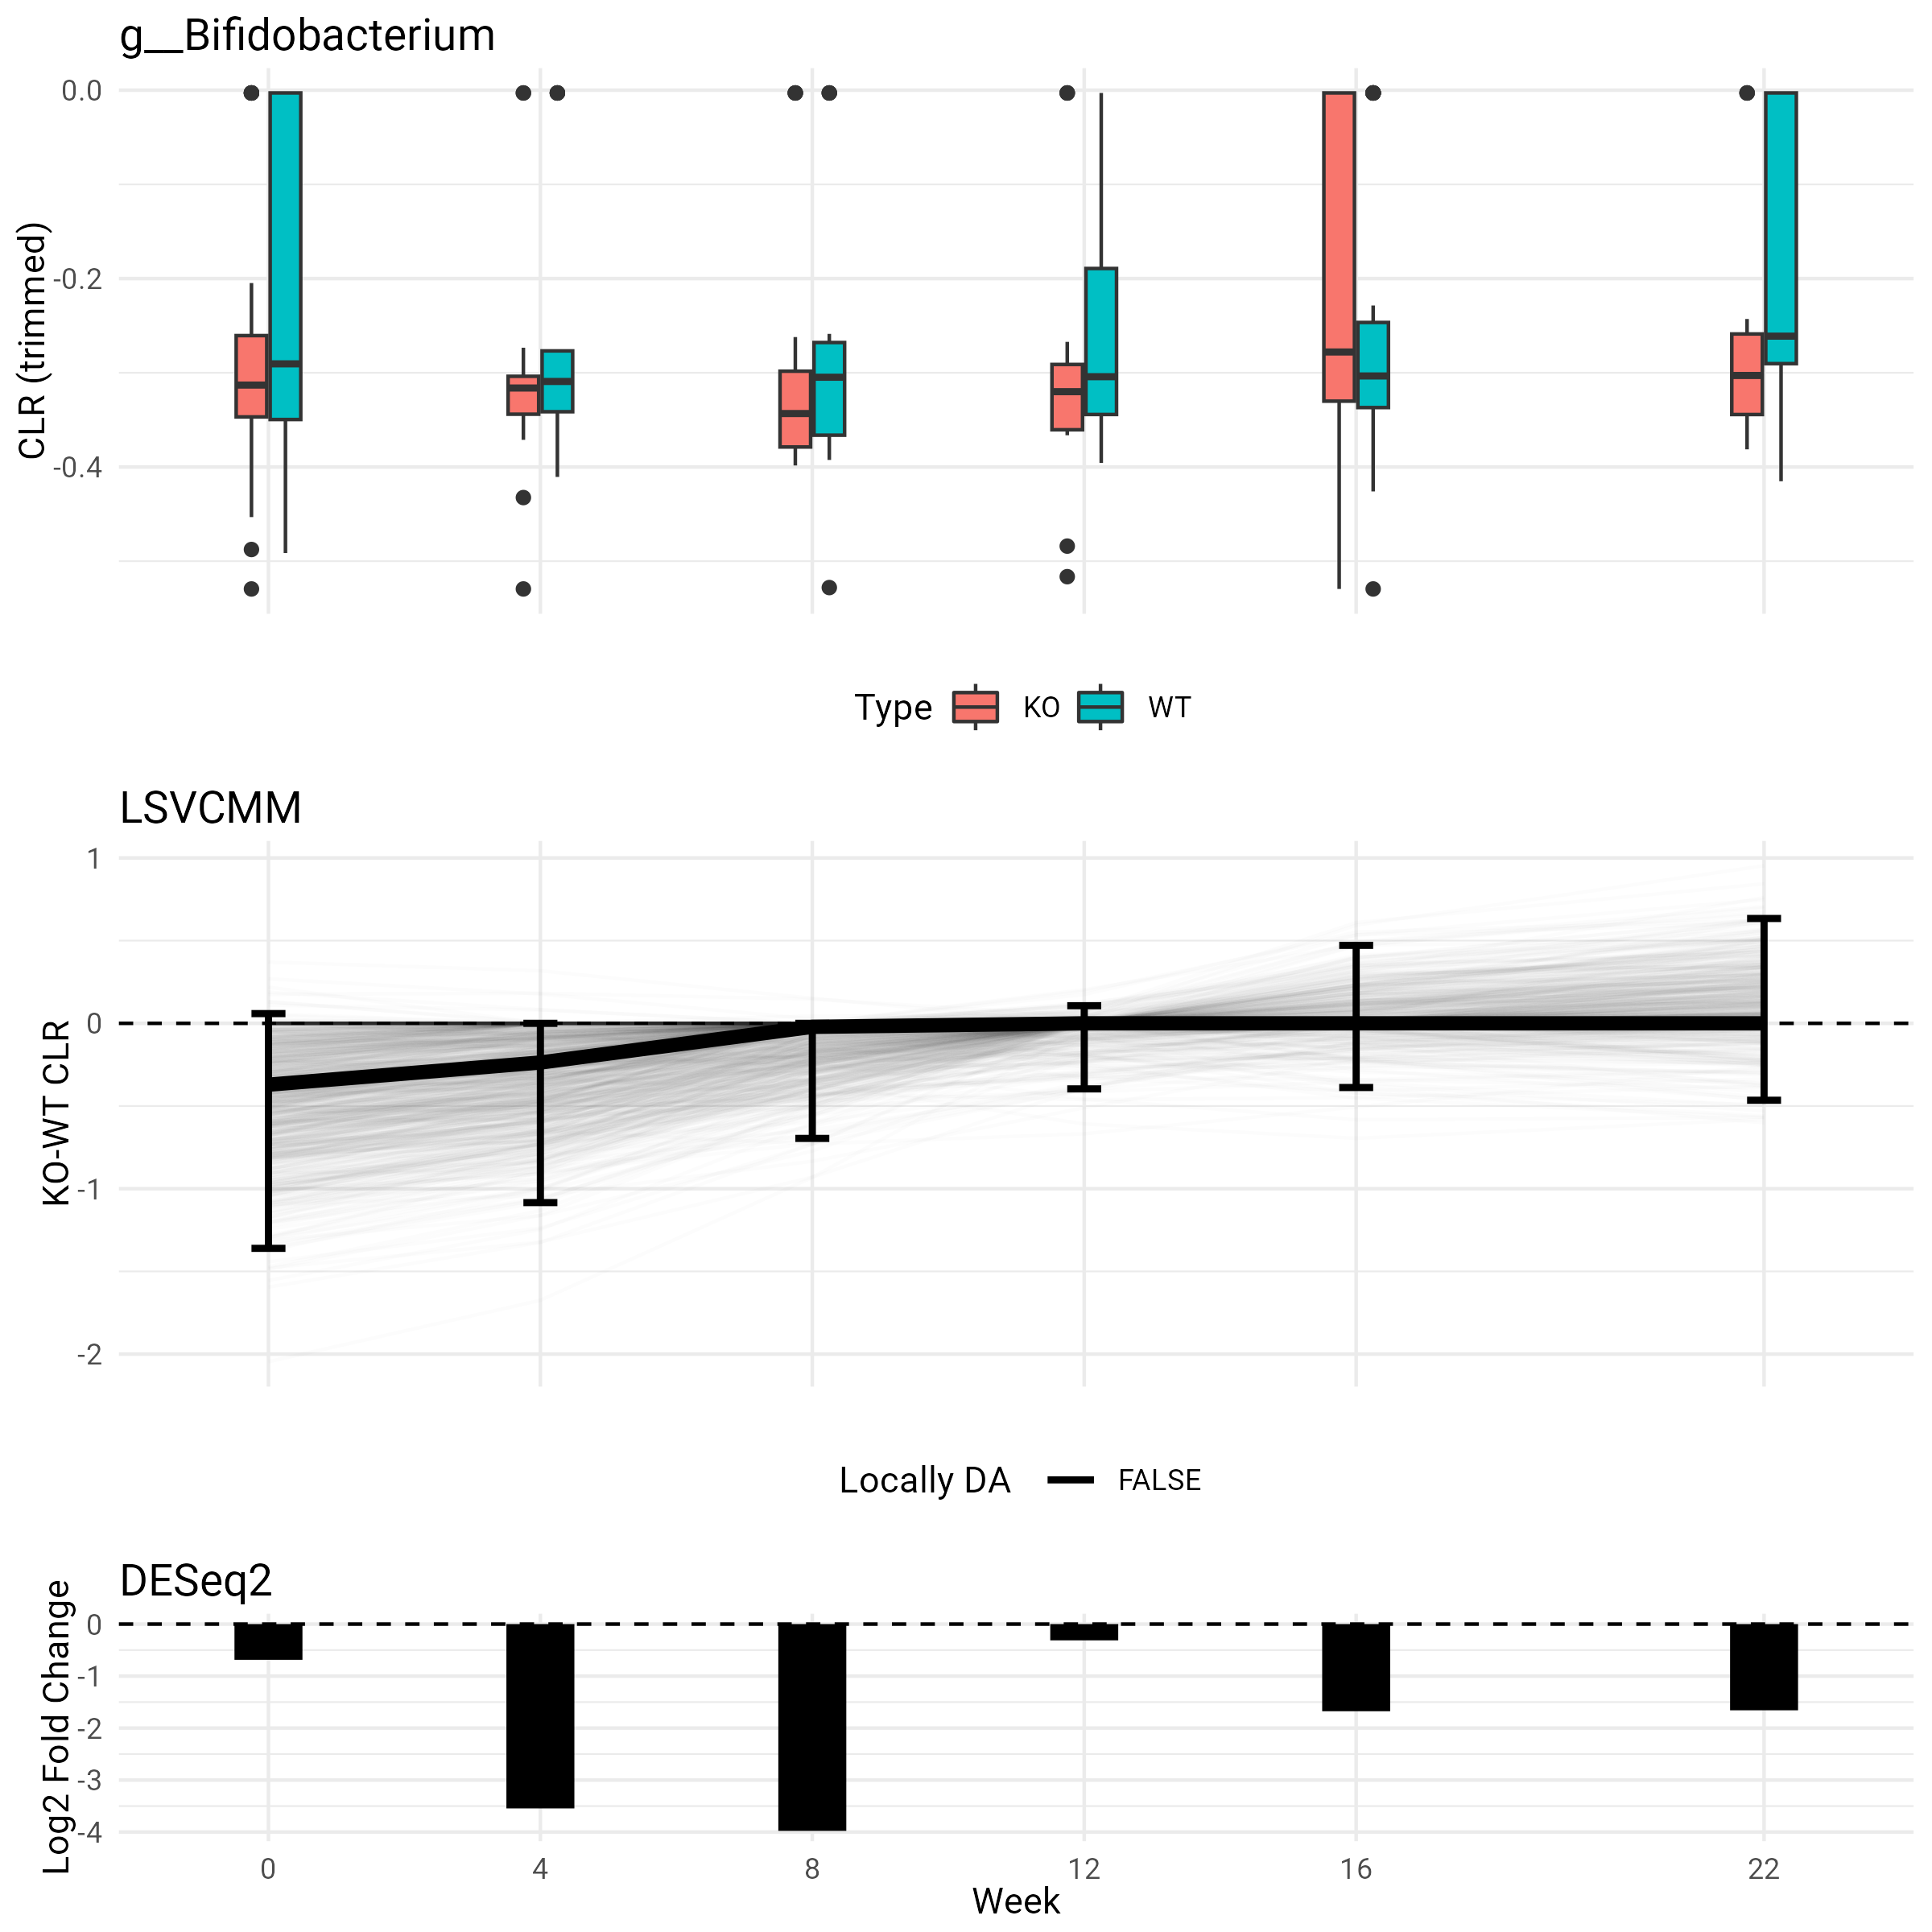 g__Bifidobacterium
CLR (trimmed)
0.0
-0.2
-0.4
Type KO WT
LSVCMM
KO-WT CLR
1
0
-1
-2
Locally DA FALSE
DESeq2
Log2 Fold Change
0
-1
-2
-3
-4
0 4 8 12 16 22
Week